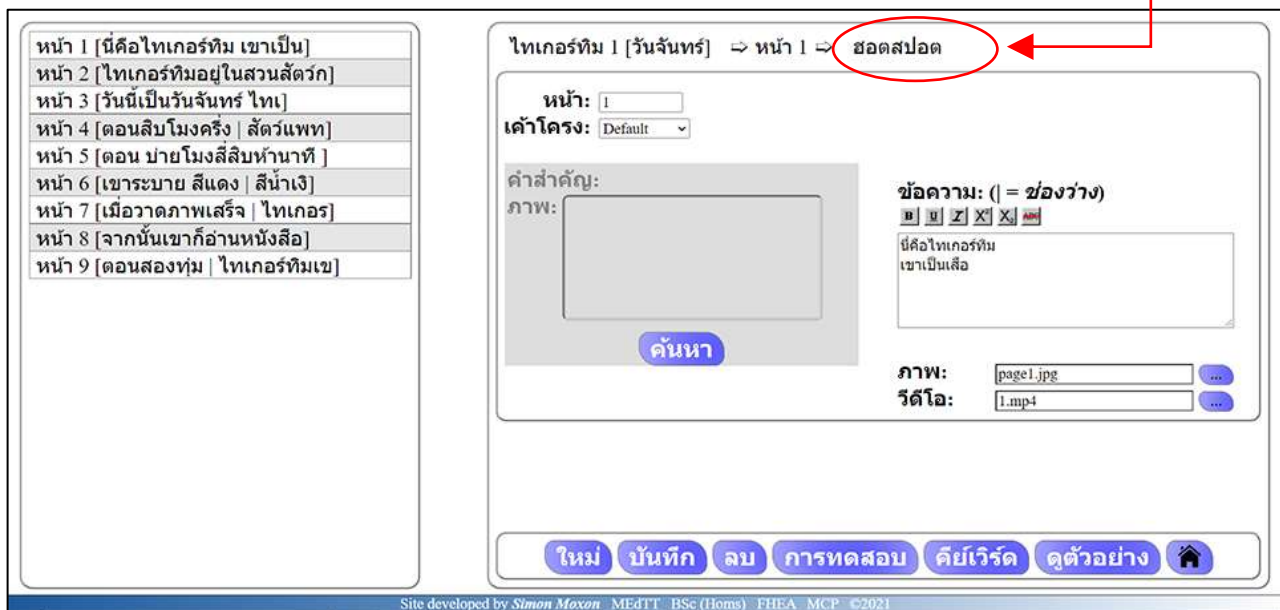 หน้า 1 [นี่คือไทเกอร์ทิม เขาเป็น]
หน้า 2 [ไทเกอร์ทิมอยู่ในสวนสัตว์ก]
หน้า 3 [วันนี้เป็นวันจันทร์ ไทเ]
หน้า 4 [ตอนสิบโมงครึ่ง | สัตว์แพท]
หน้า 5 [ตอน บ่ายโมงสี่สิบห้านาที ]
หน้า 6 [เขาระบาย สีแดง | สีน้ำเงิ]
หน้า 7 [เมื่อวาดภาพเสร็จ | ไทเกอร]
หน้า 8 [จากนั้นเขาก็อ่านหนังสือ]
หน้า 9 [ตอนสองทุ่ม | ไทเกอร์ทิมเข]
ไทเกอร์ทิม 1 [วันจันทร์] ⇨ หน้า 1 ⇨ ฮอตสปอต
หน้า: 1
เค้าโครง: Default
คำสำคัญ:
ภาพ:
ค้นหา
ข้อความ: (| = ช่องว่าง)
B U I X² X₂ ABC
นี่คือไทเกอร์ทิม
เขาเป็นเสือ
ภาพ: page1.jpg ...
วีดีโอ: 1.mp4 ...
ใหม่ บันทึก ลบ การทดสอบ คีย์เวิร์ด ดูตัวอย่าง
Site developed by Simon Moxon MEdTT BSc (Homs) FHEA MCP ©2021